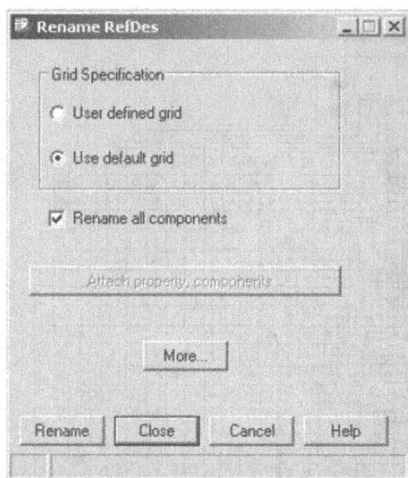 Rename RefDes
Grid Specification
User defined grid
Use default grid
Rename all components
Attach property, components...
More...
Rename Close Cancel Help